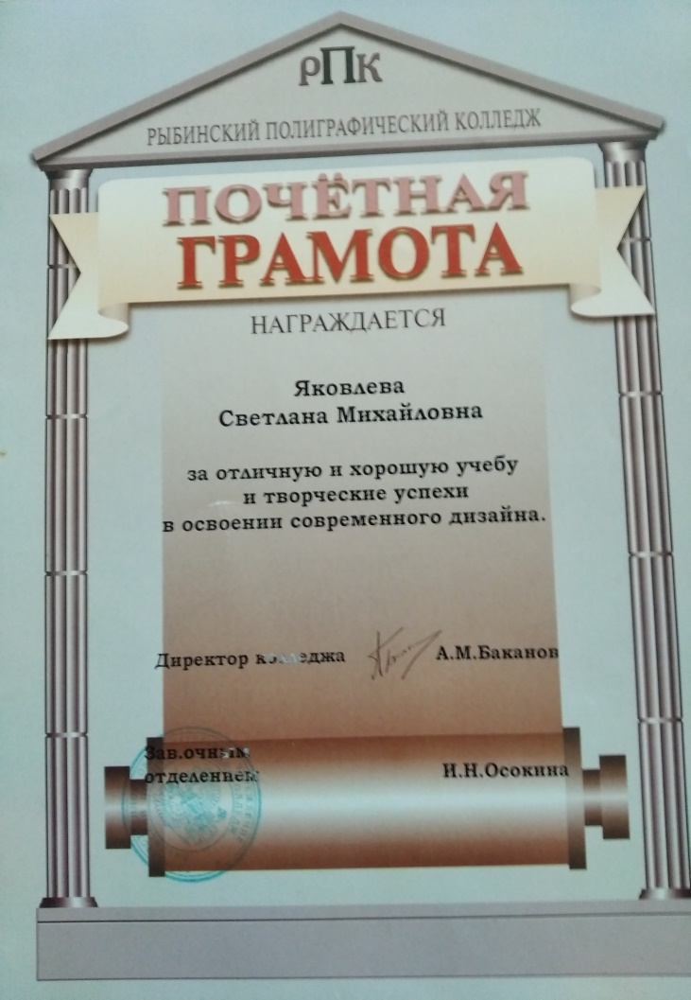 рПк
РЫБИНСКИЙ ПОЛИГРАФИЧЕСКИЙ КОЛЛЕДЖ
ПОЧЁТНАЯ
ГРАМОТА
НАГРАЖДАЕТСЯ
Яковлева
Светлана Михайловна
за отличную и хорошую учебу
и творческие успехи
в освоении современного дизайна.
Директор колледжа А.М.Баканов
Зав.очным
отделением И.Н.Осокина